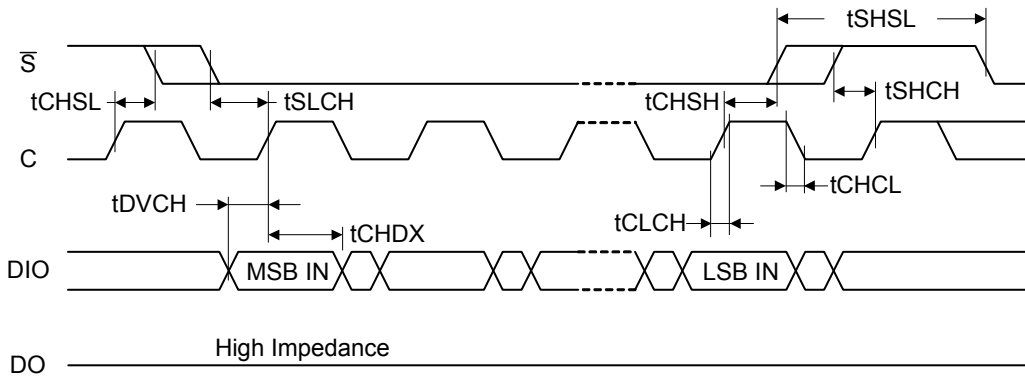 tSHSL
S̅
tCHSL
tSLCH
tCHSH
tSHCH
C
tDVCH
tCHCL
tCLCH
tCHDX
DIO
MSB IN
LSB IN
High Impedance
DO